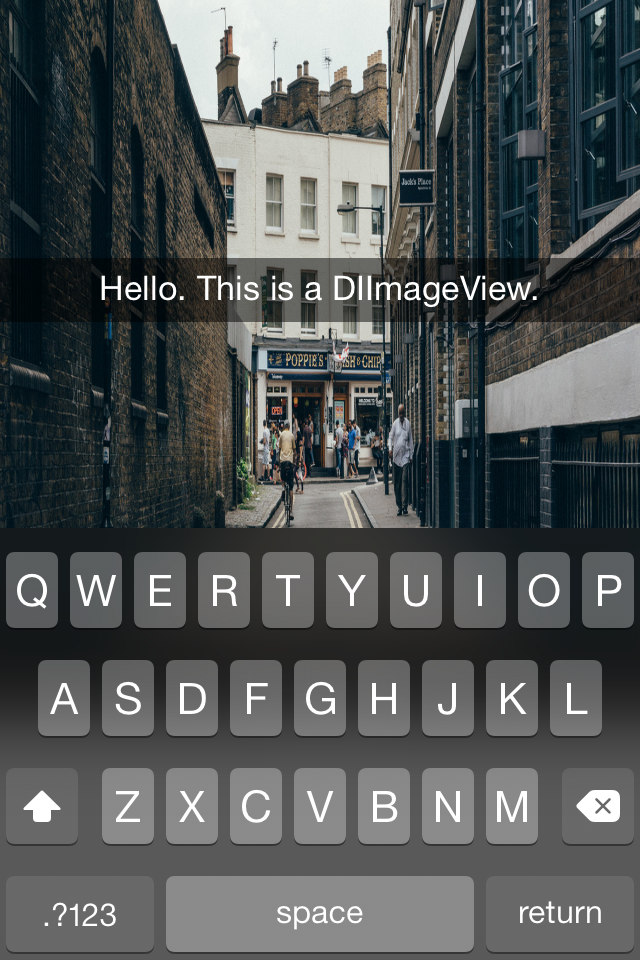 Jack's Place
Hello. This is a DIImageView.
POPPIE'S FISH & CHIPS
OPEN
Q W E R T Y U I O P
A S D F G H J K L
Z X C V B N M
.?123 space return